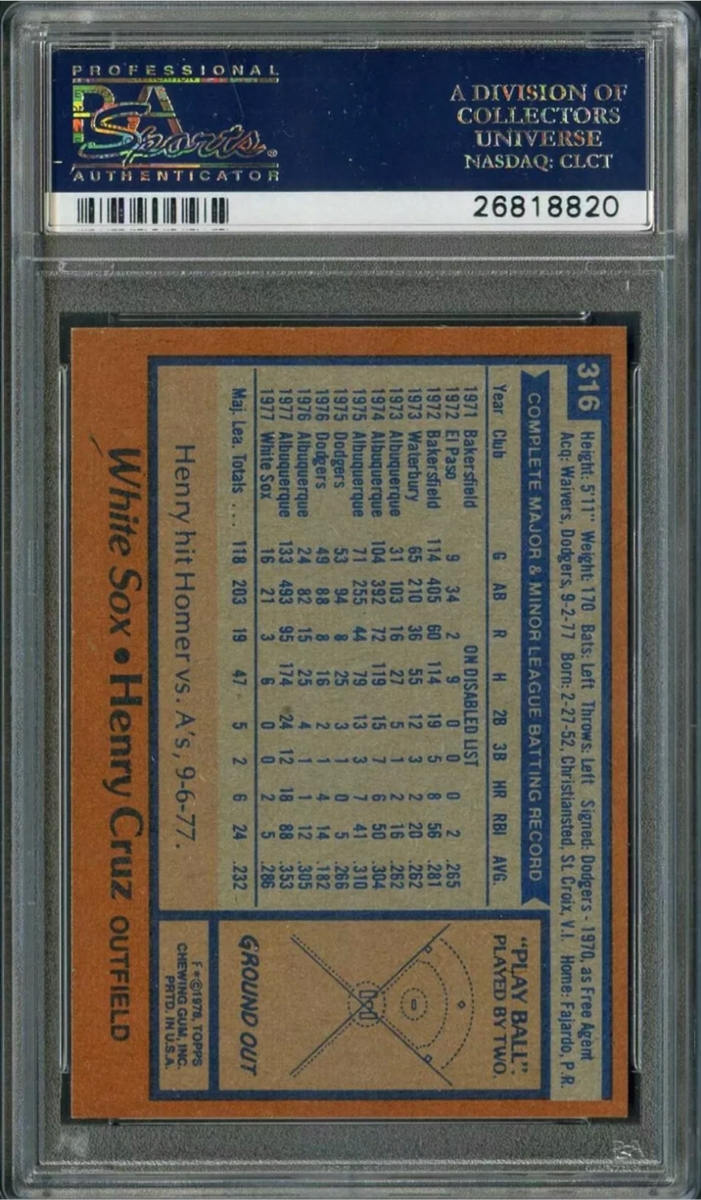 PROFESSIONAL
PSA
Sports®
AUTHENTICATOR
A DIVISION OF
COLLECTORS
UNIVERSE
NASDAQ: CLCT
26818820
316
Height: 5'11" Weight: 170 Bats: Left Throws: Left Signed: Dodgers - 1970, as Free Agent
Acq: Waivers, Dodgers, 9-2-77 Born: 2-27-52, Christiansted, St. Croix, V.I. Home: Fajardo, P.R.
COMPLETE MAJOR & MINOR LEAGUE BATTING RECORD
Year Club G AB R H 2B 3B HR RBI AVG.
1971 Bakersfield ON DISABLED LIST
1972 El Paso 9 34 2 9 0 0 0 2 .265
1972 Bakersfield 114 405 60 114 19 5 8 56 .281
1973 Waterbury 65 210 36 55 12 3 2 20 .262
1973 Albuquerque 31 103 16 27 5 1 2 16 .262
1974 Albuquerque 104 392 72 119 15 7 6 50 .304
1975 Albuquerque 71 255 44 79 13 3 7 41 .310
1975 Dodgers 53 94 8 25 3 1 0 5 .266
1976 Dodgers 49 88 8 16 2 1 4 14 .182
1976 Albuquerque 24 82 15 25 4 1 1 12 .305
1977 Albuquerque 133 493 95 174 24 12 18 88 .353
1977 White Sox 16 21 3 6 0 0 2 5 .286
Maj. Lea. Totals ... 118 203 19 47 5 2 6 24 .232
Henry hit Homer vs. A's, 9-6-77.
"PLAY BALL".
PLAYED BY TWO.
GROUND OUT
F★©1978, TOPPS
CHEWING GUM, INC.
PRTD. IN U.S.A.
White Sox • Henry Cruz OUTFIELD